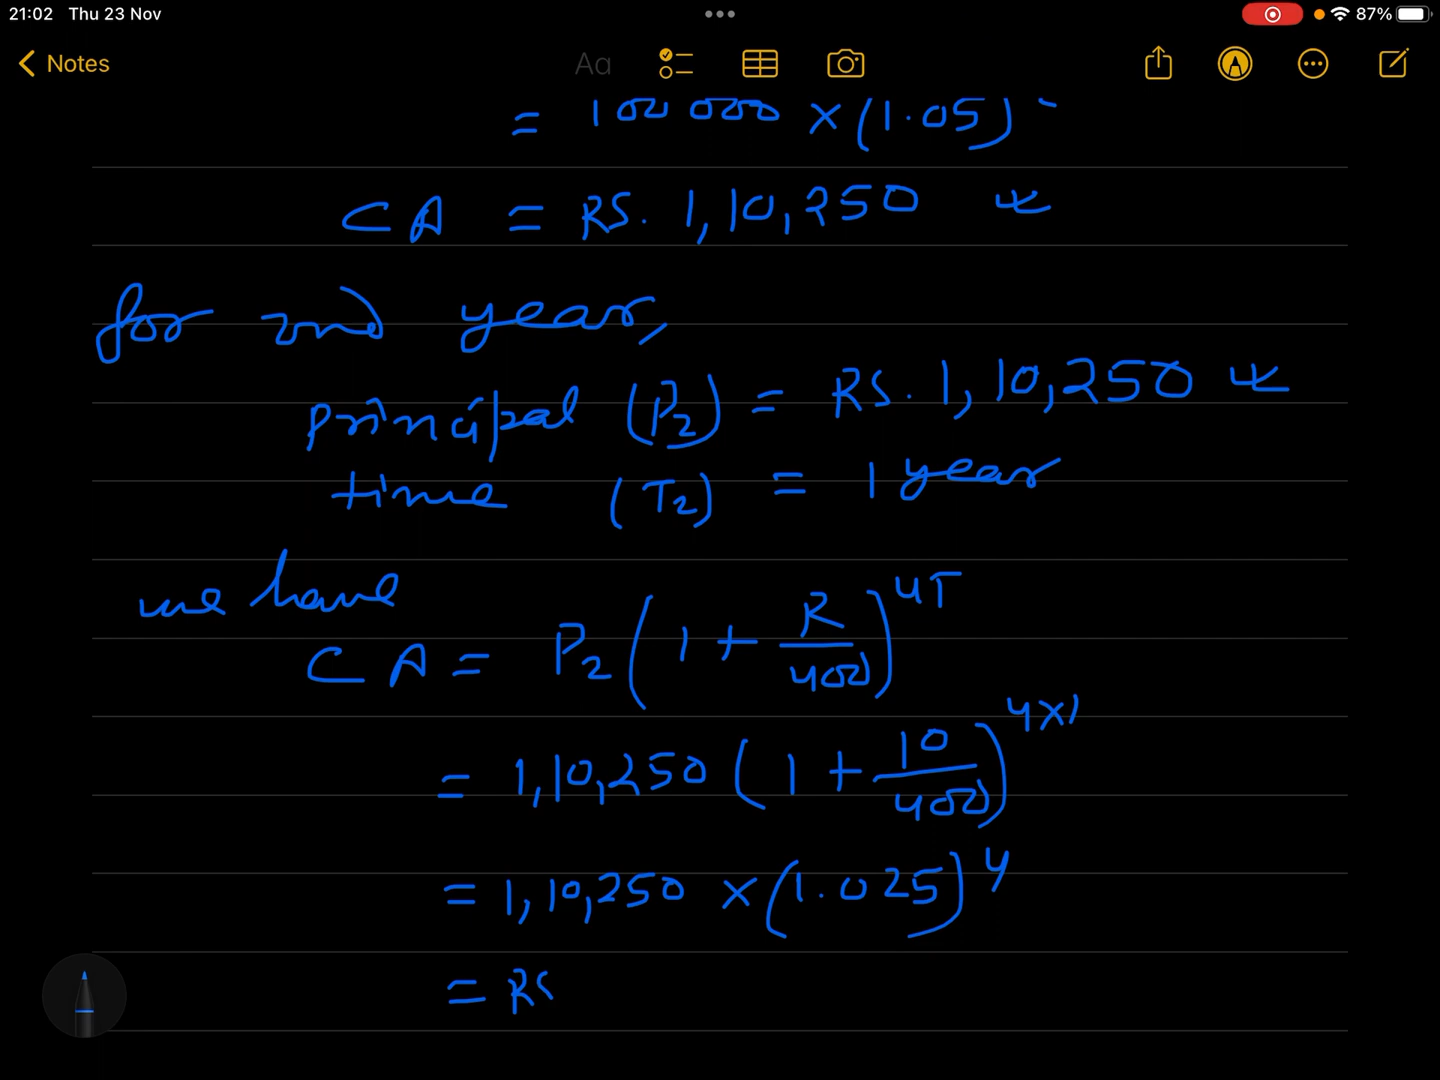 21:02 Thu 23 Nov 87%
Notes Aa
= 100 000 × (1.05)
CA = RS. 1,10,250
for 2nd year,
principal (P₂) = RS. 1,10,250
time (T₂) = 1 year
we have
CA = P₂ (1 + R/400)^4T
= 1,10,250 (1 + 10/400)^4×1
= 1,10,250 × (1.025)^4
= RS